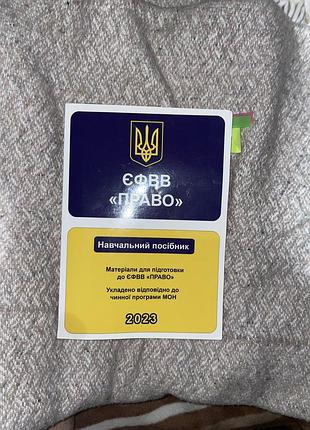 ЄФВВ
«ПРАВО»
Навчальний посібник
Матеріали для підготовки
до ЄФВВ «ПРАВО»
Укладено відповідно до
чинної програми МОН
2023